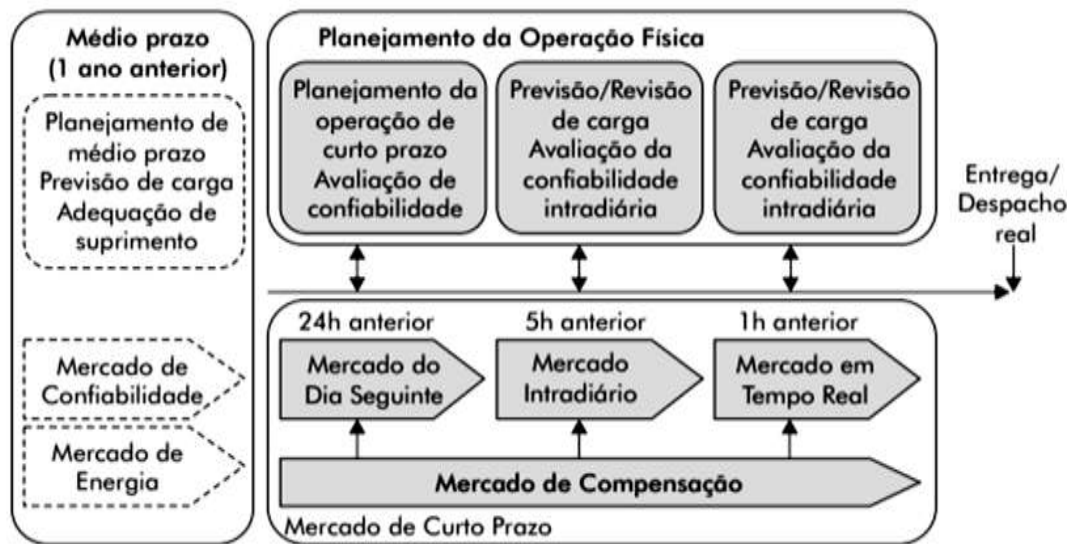 Médio prazo
(1 ano anterior)
Planejamento de
médio prazo
Previsão de carga
Adequação de
suprimento
Mercado de
Confiabilidade
Mercado de
Energia
Planejamento da Operação Física
Planejamento da
operação de
curto prazo
Avaliação de
confiabilidade
Previsão/Revisão
de carga
Avaliação da
confiabilidade
intradiária
Previsão/Revisão
de carga
Avaliação da
confiabilidade
intradiária
Entrega/
Despacho
real
24h anterior
5h anterior
1h anterior
Mercado do
Dia Seguinte
Mercado
Intradiário
Mercado em
Tempo Real
Mercado de Compensação
Mercado de Curto Prazo